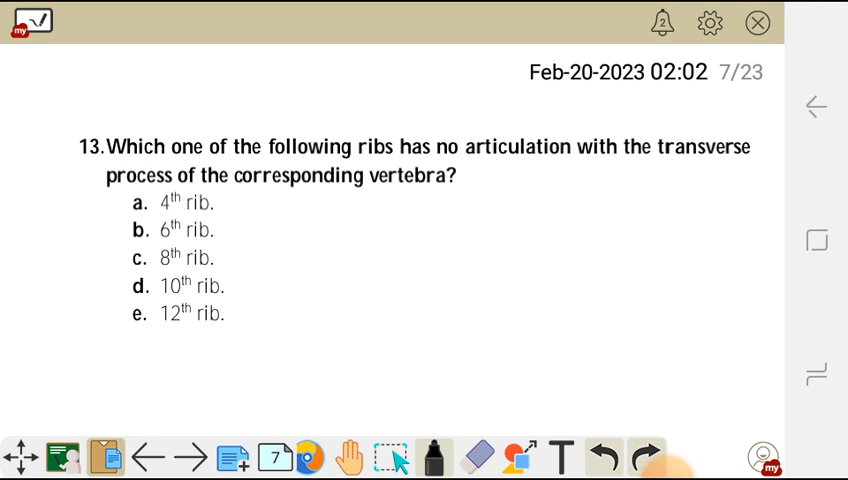 my
2
Feb-20-2023 02:02 7/23
13.Which one of the following ribs has no articulation with the transverse
process of the corresponding vertebra?
a. 4th rib.
b. 6th rib.
c. 8th rib.
d. 10th rib.
e. 12th rib.
7
T
my